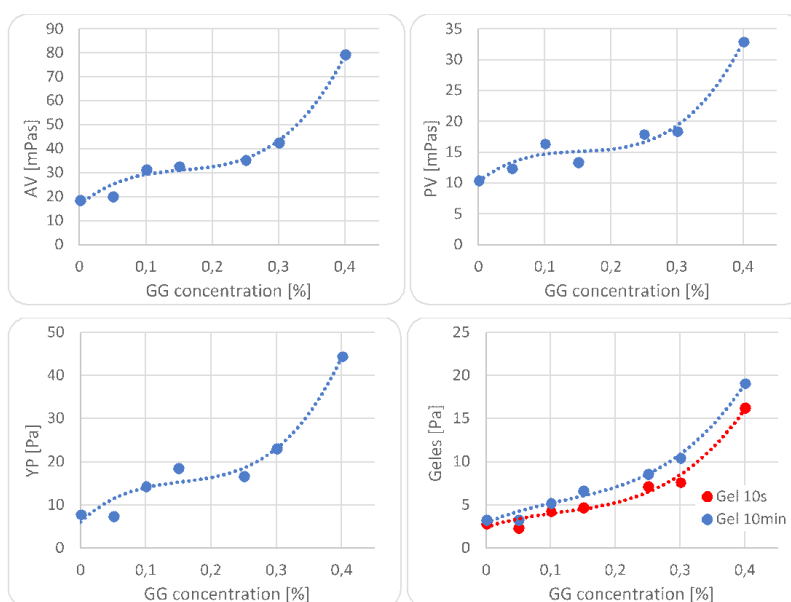 90
80
70
60
50
40
30
20
10
0
AV [mPas]
0 0,1 0,2 0,3 0,4
GG concentration [%]
35
30
25
20
15
10
5
0
PV [mPas]
0 0,1 0,2 0,3 0,4
GG concentration [%]
50
40
30
20
10
0
YP [Pa]
0 0,1 0,2 0,3 0,4
GG concentration [%]
25
20
15
10
5
0
Geles [Pa]
Gel 10s
Gel 10min
0 0,1 0,2 0,3 0,4
GG concentration [%]